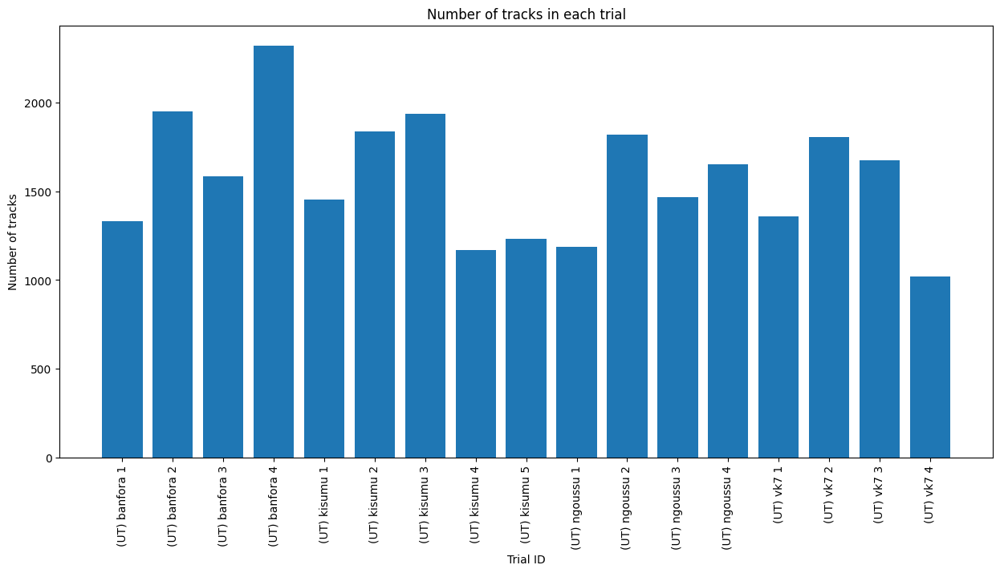 Number of tracks in each trial
Number of tracks
2000
1500
1000
500
0
(UT) banfora 1
(UT) banfora 2
(UT) banfora 3
(UT) banfora 4
(UT) kisumu 1
(UT) kisumu 2
(UT) kisumu 3
(UT) kisumu 4
(UT) kisumu 5
(UT) ngoussu 1
(UT) ngoussu 2
(UT) ngoussu 3
(UT) ngoussu 4
(UT) vk7 1
(UT) vk7 2
(UT) vk7 3
(UT) vk7 4
Trial ID